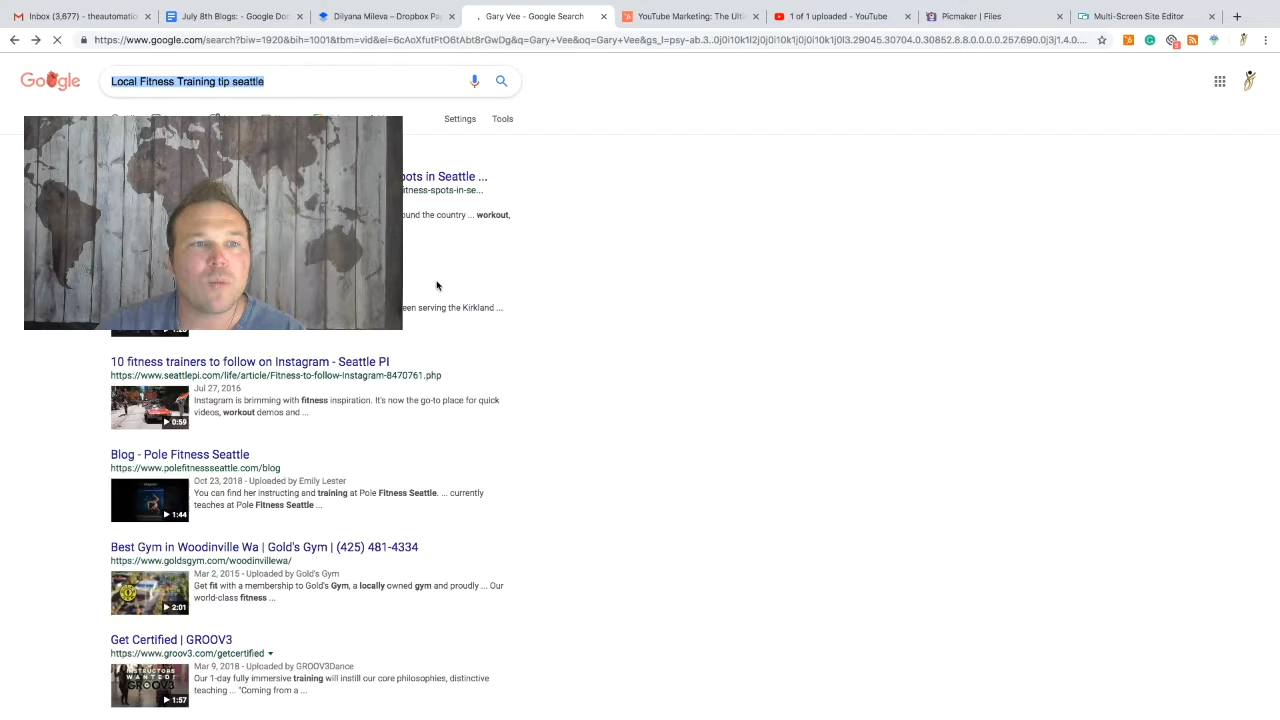 Inbox (3,677) - theautomatio
July 8th Blogs - Google Docs
Dilyana Mileva – Dropbox Pap
Gary Vee - Google Search
YouTube Marketing: The Ulti
1 of 1 uploaded - YouTube
Picmaker | Files
Multi-Screen Site Editor
https://www.google.com/search?biw=1920&bih=1001&tbm=vid&ei=6cAoXfutFtO6tAbt8rGwDg&q=Gary+Vee&oq=Gary+Vee&gs_l=psy-ab.3..0j0i10k1l2j0j0i10k1j0j0i10k1l3.29045.30704.0.30852.8.8.0.0.0.0.257.690.0j3j1.4.0....
Google
Local Fitness Training tip seattle
Settings
Tools
ots in Seattle ...
itness-spots-in-se...
ound the country ... workout,
een serving the Kirkland ...
10 fitness trainers to follow on Instagram - Seattle PI
https://www.seattlepi.com/life/article/Fitness-to-follow-Instagram-8470761.php
Jul 27, 2016
Instagram is brimming with fitness inspiration. It's now the go-to place for quick
videos, workout demos and ...
0:59
Blog - Pole Fitness Seattle
https://www.polefitnessseattle.com/blog
Oct 23, 2018 - Uploaded by Emily Lester
You can find her instructing and training at Pole Fitness Seattle. ... currently
teaches at Pole Fitness Seattle ...
1:44
Best Gym in Woodinville Wa | Gold's Gym | (425) 481-4334
https://www.goldsgym.com/woodinvillewa/
Mar 2, 2015 - Uploaded by Gold's Gym
Get fit with a membership to Gold's Gym, a locally owned gym and proudly ... Our
world-class fitness ...
2:01
Get Certified | GROOV3
https://www.groov3.com/getcertified
Mar 9, 2018 - Uploaded by GROOV3Dance
Our 1-day fully immersive training will instill our core philosophies, distinctive
teaching ... "Coming from a ...
INSTRUCTORS
WANTED!
GROOV3
1:57